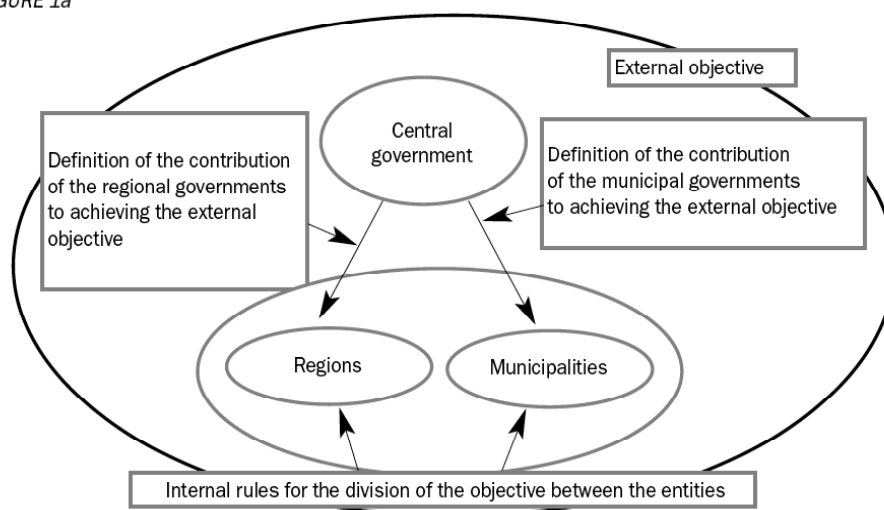 FIGURE 1a
External objective
Central
government
Definition of the contribution
of the regional governments
to achieving the external
objective
Definition of the contribution
of the municipal governments
to achieving the external objective
Regions
Municipalities
Internal rules for the division of the objective between the entities